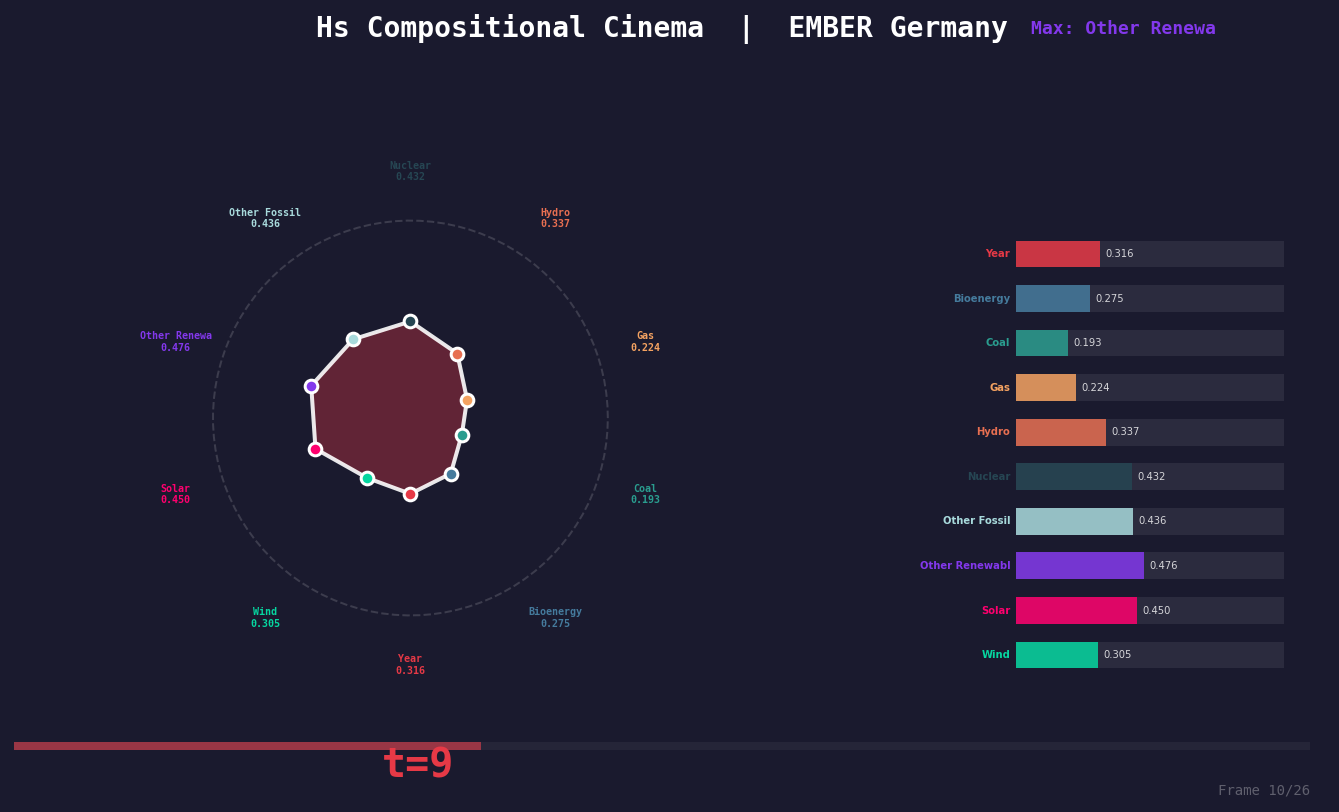 Hs Compositional Cinema  |  EMBER Germany
Max: Other Renewa
Nuclear
0.432
Other Fossil
0.436
Hydro
0.337
Other Renewa
0.476
Gas
0.224
Solar
0.450
Coal
0.193
Wind
0.305
Bioenergy
0.275
Year
0.316
Year 0.316
Bioenergy 0.275
Coal 0.193
Gas 0.224
Hydro 0.337
Nuclear 0.432
Other Fossil 0.436
Other Renewabl 0.476
Solar 0.450
Wind 0.305
t=9
Frame 10/26